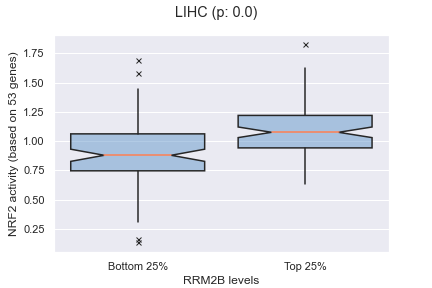 LIHC (p: 0.0)
NRF2 activity (based on 53 genes)
1.75
1.50
1.25
1.00
0.75
0.50
0.25
Bottom 25%
Top 25%
RRM2B levels